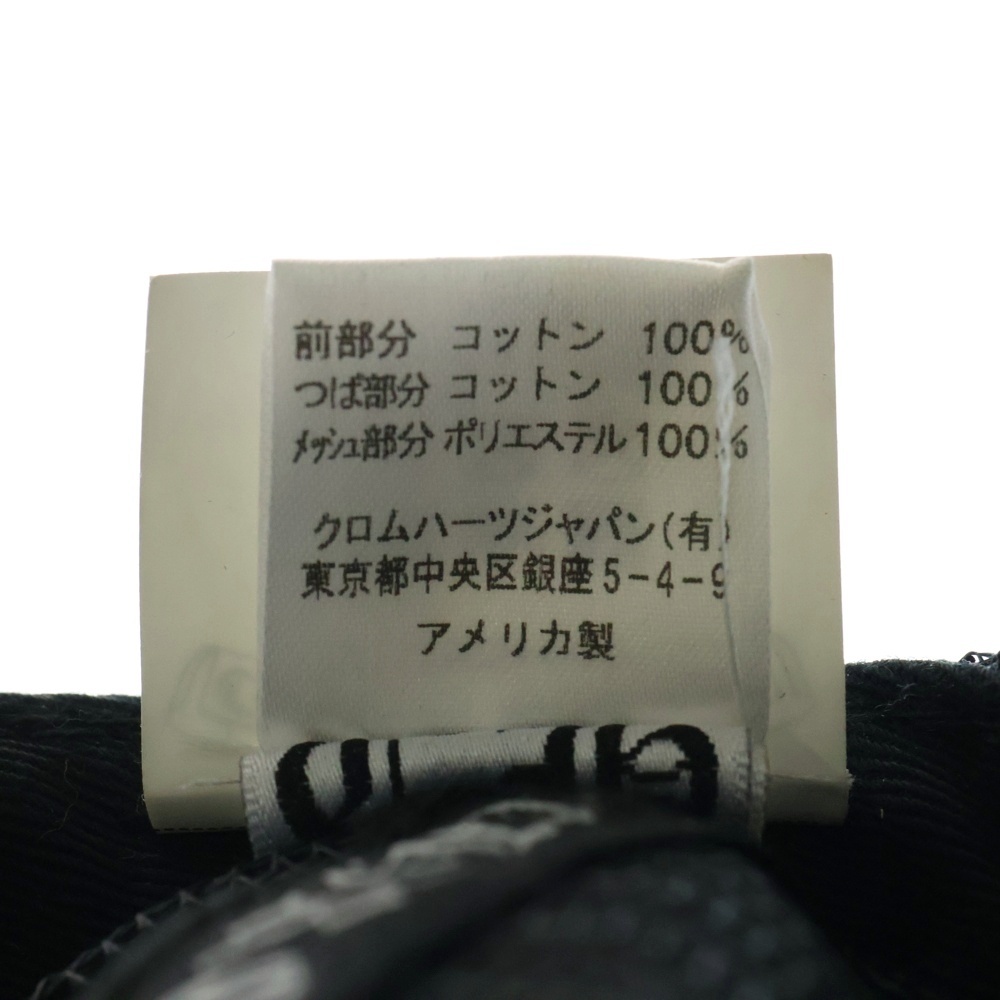 前部分 コットン 100%
つば部分 コットン 100%
メッシュ部分 ポリエステル 100%
クロムハーツジャパン(有)
東京都中央区銀座5-4-9
アメリカ製